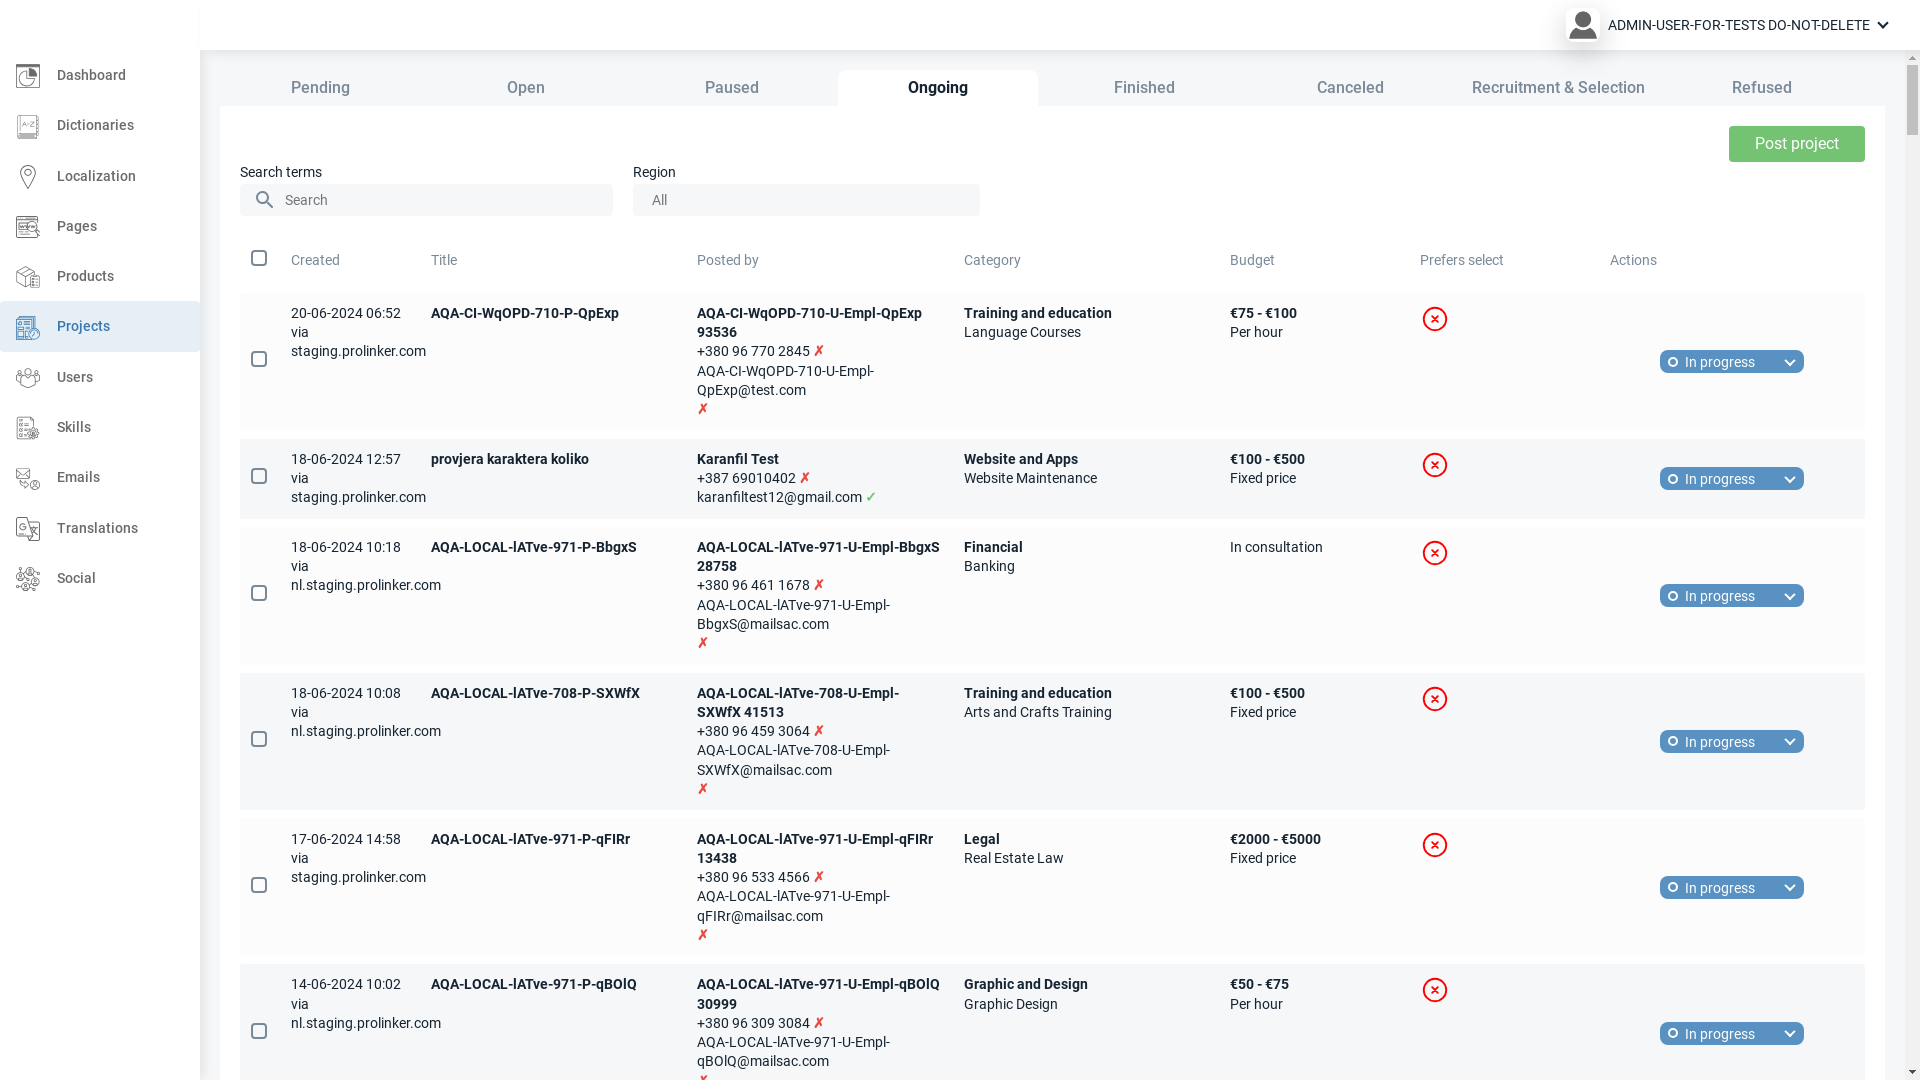 ADMIN-USER-FOR-TESTS DO-NOT-DELETE
Dashboard
Dictionaries
Localization
Pages
Products
Projects
Users
Skills
Emails
Translations
Social
Pending
Open
Paused
Ongoing
Finished
Canceled
Recruitment & Selection
Refused
Post project
Search terms
Region
Search
All
Created
Title
Posted by
Category
Budget
Prefers select
Actions
20-06-2024 06:52
via
staging.prolinker.com
AQA-CI-WqOPD-710-P-QpExp
AQA-CI-WqOPD-710-U-Empl-QpExp
93536
+380 96 770 2845 ✗
AQA-CI-WqOPD-710-U-Empl-
QpExp@test.com
✗
Training and education
Language Courses
€75 - €100
Per hour
In progress
18-06-2024 12:57
via
staging.prolinker.com
provjera karaktera koliko
Karanfil Test
+387 69010402 ✗
karanfiltest12@gmail.com ✓
Website and Apps
Website Maintenance
€100 - €500
Fixed price
In progress
18-06-2024 10:18
via
nl.staging.prolinker.com
AQA-LOCAL-lATve-971-P-BbgxS
AQA-LOCAL-lATve-971-U-Empl-BbgxS
28758
+380 96 461 1678 ✗
AQA-LOCAL-lATve-971-U-Empl-
BbgxS@mailsac.com
✗
Financial
Banking
In consultation
In progress
18-06-2024 10:08
via
nl.staging.prolinker.com
AQA-LOCAL-lATve-708-P-SXWfX
AQA-LOCAL-lATve-708-U-Empl-
SXWfX 41513
+380 96 459 3064 ✗
AQA-LOCAL-lATve-708-U-Empl-
SXWfX@mailsac.com
✗
Training and education
Arts and Crafts Training
€100 - €500
Fixed price
In progress
17-06-2024 14:58
via
staging.prolinker.com
AQA-LOCAL-lATve-971-P-qFIRr
AQA-LOCAL-lATve-971-U-Empl-qFIRr
13438
+380 96 533 4566 ✗
AQA-LOCAL-lATve-971-U-Empl-
qFIRr@mailsac.com
✗
Legal
Real Estate Law
€2000 - €5000
Fixed price
In progress
14-06-2024 10:02
via
nl.staging.prolinker.com
AQA-LOCAL-lATve-971-P-qBOlQ
AQA-LOCAL-lATve-971-U-Empl-qBOlQ
30999
+380 96 309 3084 ✗
AQA-LOCAL-lATve-971-U-Empl-
qBOlQ@mailsac.com
✗
Graphic and Design
Graphic Design
€50 - €75
Per hour
In progress